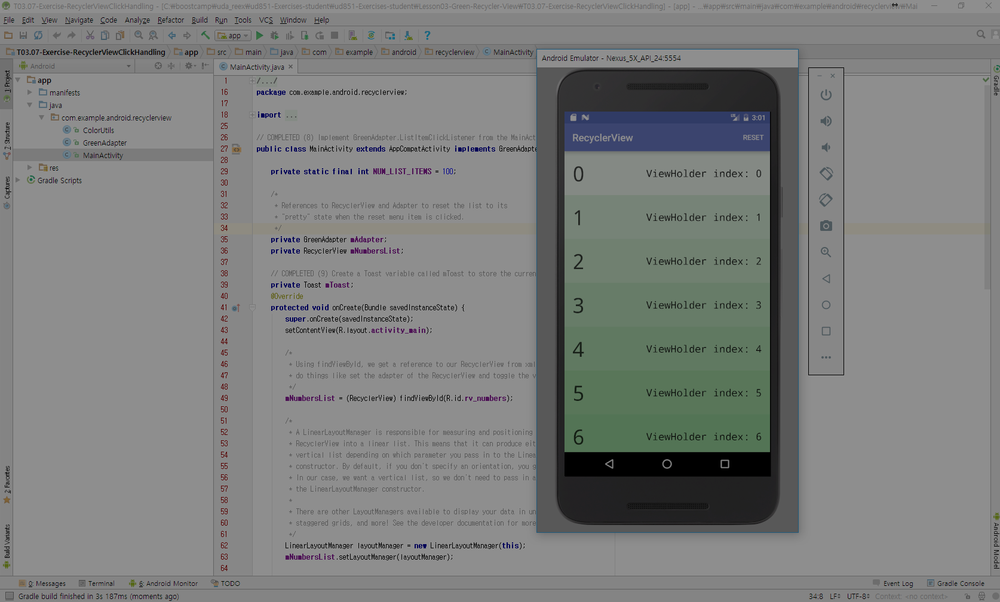 T03.07-Exercise-RecyclerViewClickHandling - [C:₩boostcamp₩uda_reex₩ud851-Exercises-student₩ud851-Exercises-student₩Lesson03-Green-Recycler-View₩T03.07-Exercise-RecyclerViewClickHandling] - [app] - ...₩app₩src₩main₩java₩com₩example₩android₩recyclerview₩Mai
File Edit View Navigate Code Analyze Refactor Build Run Tools VCS Window Help
app
T03.07-Exercise-RecyclerViewClickHandling app src main java com example android recyclerview MainActivity
Android
MainActivity.java
1: Project
7: Structure
Captures
2: Favorites
Build Variants
app
manifests
java
com.example.android.recyclerview
ColorUtils
GreenAdapter
MainActivity
res
Gradle Scripts
1 /.../
16 package com.example.android.recyclerview;
17
18 import ...
25
26 // COMPLETED (8) Implement GreenAdapter.ListItemClickListener from the MainAct
27 public class MainActivity extends AppCompatActivity implements GreenAdapte
28
29 private static final int NUM_LIST_ITEMS = 100;
30
31 /*
32 * References to RecyclerView and Adapter to reset the list to its
33 * "pretty" state when the reset menu item is clicked.
34 */
35 private GreenAdapter mAdapter;
36 private RecyclerView mNumbersList;
37
38 // COMPLETED (9) Create a Toast variable called mToast to store the curren
39 private Toast mToast;
40 @Override
41 protected void onCreate(Bundle savedInstanceState) {
42 super.onCreate(savedInstanceState);
43 setContentView(R.layout.activity_main);
44
45 /*
46 * Using findViewById, we get a reference to our RecyclerView from xml
47 * do things like set the adapter of the RecyclerView and toggle the v
48 */
49 mNumbersList = (RecyclerView) findViewById(R.id.rv_numbers);
50
51 /*
52 * A LinearLayoutManager is responsible for measuring and positioning
53 * RecyclerView into a linear list. This means that it can produce eit
54 * vertical list depending on which parameter you pass in to the Linea
55 * constructor. By default, if you don't specify an orientation, you g
56 * In our case, we want a vertical list, so we don't need to pass in a
57 * the LinearLayoutManager constructor.
58 *
59 * There are other LayoutManagers available to display your data in un
60 * staggered grids, and more! See the developer documentation for more
61 */
62 LinearLayoutManager layoutManager = new LinearLayoutManager(this);
63 mNumbersList.setLayoutManager(layoutManager);
64
Android Emulator - Nexus_5X_API_24:5554
3:01
RecyclerView RESET
0 ViewHolder index: 0
1 ViewHolder index: 1
2 ViewHolder index: 2
3 ViewHolder index: 3
4 ViewHolder index: 4
5 ViewHolder index: 5
6 ViewHolder index: 6
Gradle
Android Model
0: Messages Terminal 6: Android Monitor TODO Event Log Gradle Console
Gradle build finished in 3s 187ms (moments ago) 34:8 LF UTF-8 Context: <no context>